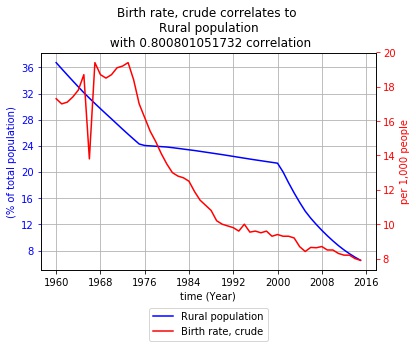 Birth rate, crude correlates to
Rural population
with 0.800801051732 correlation
36
32
28
24
20
16
12
8
(% of total population)
20
18
16
14
12
10
8
per 1,000 people
1960
1968
1976
1984
1992
2000
2008
2016
time (Year)
Rural population
Birth rate, crude